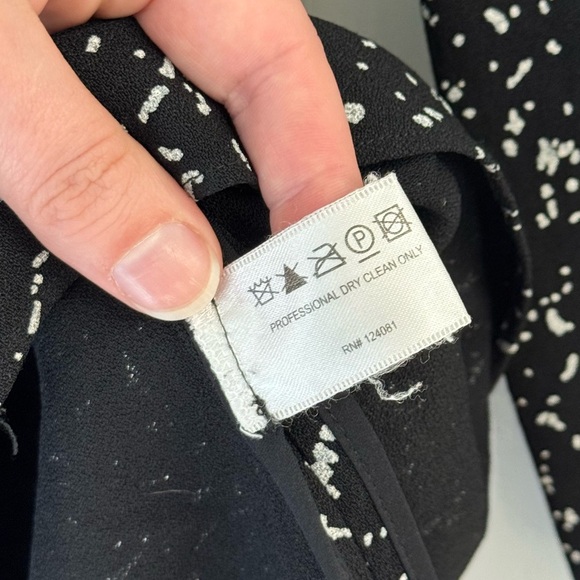 P
PROFESSIONAL DRY CLEAN ONLY
RN# 124081